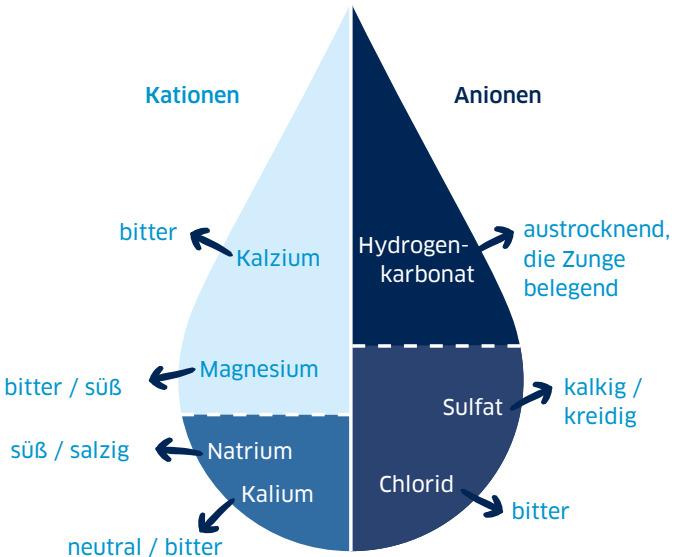 Kationen
Anionen
bitter
Kalzium
Hydrogen-
karbonat
austrocknend,
die Zunge
belegend
Magnesium
bitter / süß
Sulfat
kalkig /
kreidig
süß / salzig
Natrium
Kalium
Chlorid
bitter
neutral / bitter